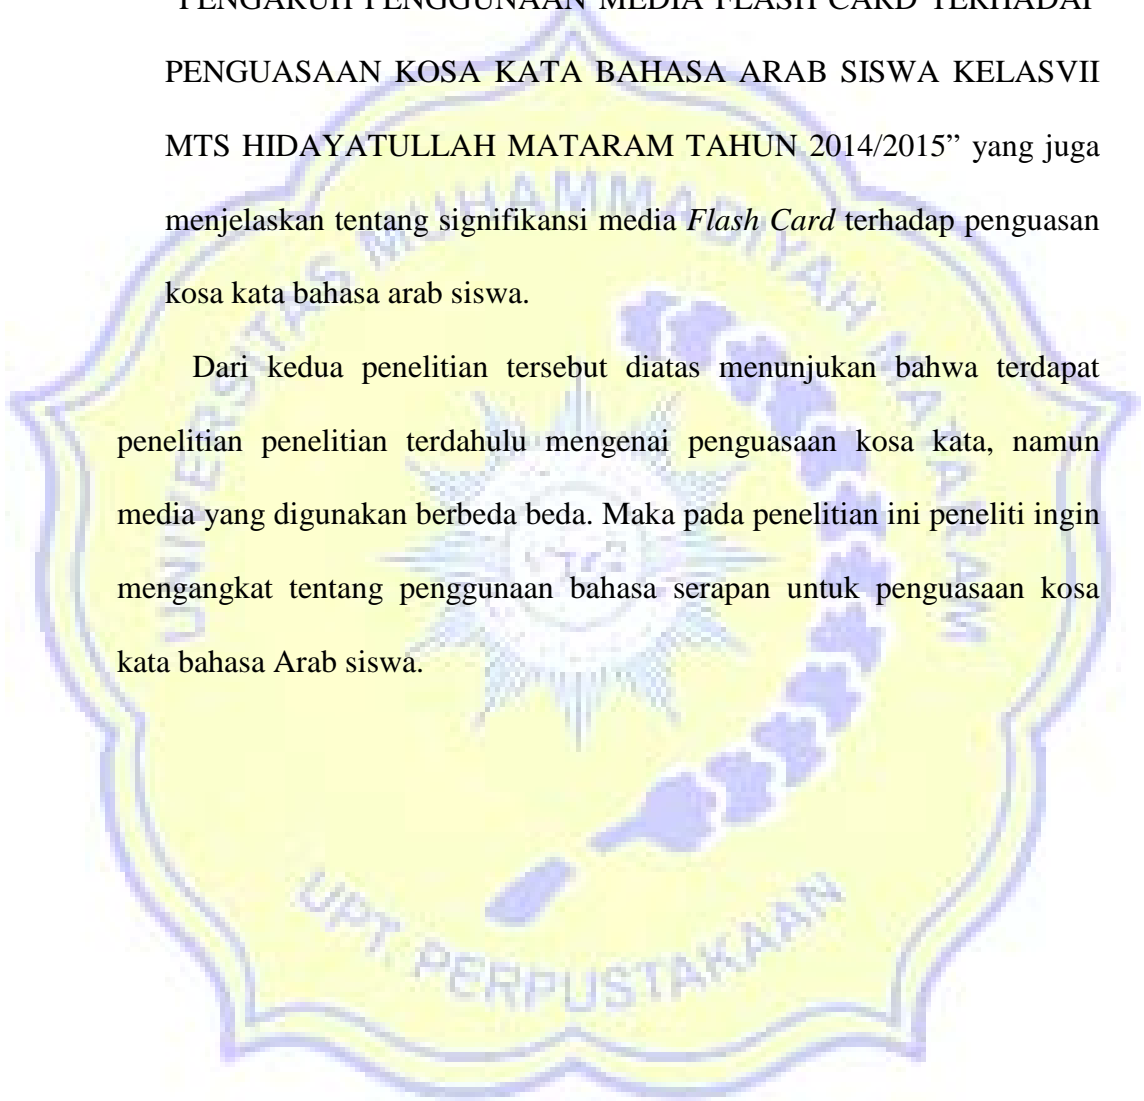 "PENGARUH PENGGUNAAN MEDIA FLASH CARD TERHADAP
PENGUASAAN KOSA KATA BAHASA ARAB SISWA KELASVII
MTS HIDAYATULLAH MATARAM TAHUN 2014/2015” yang juga
menjelaskan tentang signifikansi media Flash Card terhadap penguasan
kosa kata bahasa arab siswa.
Dari kedua penelitian tersebut diatas menunjukan bahwa terdapat
penelitian penelitian terdahulu mengenai penguasaan kosa kata, namun
media yang digunakan berbeda beda. Maka pada penelitian ini peneliti ingin
mengangkat tentang penggunaan bahasa serapan untuk penguasaan kosa
kata bahasa Arab siswa.
UNIVERSITAS MUHAMMADIYAH MATARAM
UPT. PERPUSTAKAAN